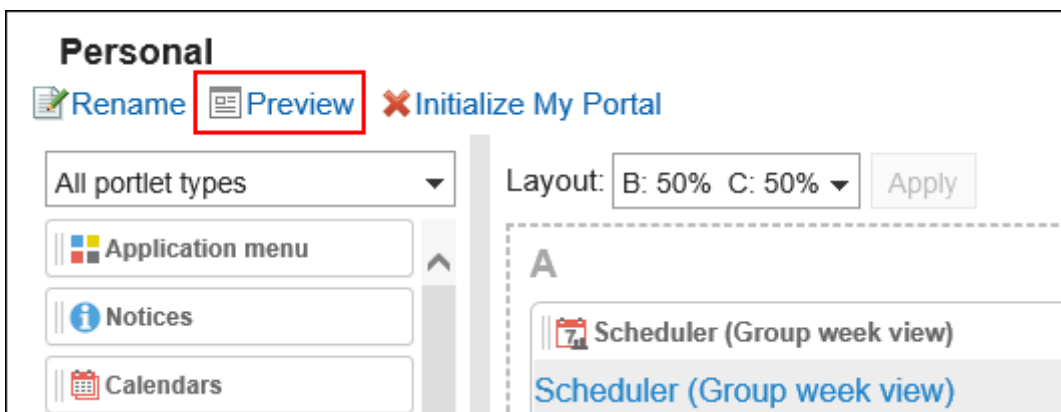 Personal
Rename Preview Initialize My Portal
All portlet types
Layout: B: 50% C: 50% Apply
Application menu
Notices
Calendars
A
7 Scheduler (Group week view)
Scheduler (Group week view)